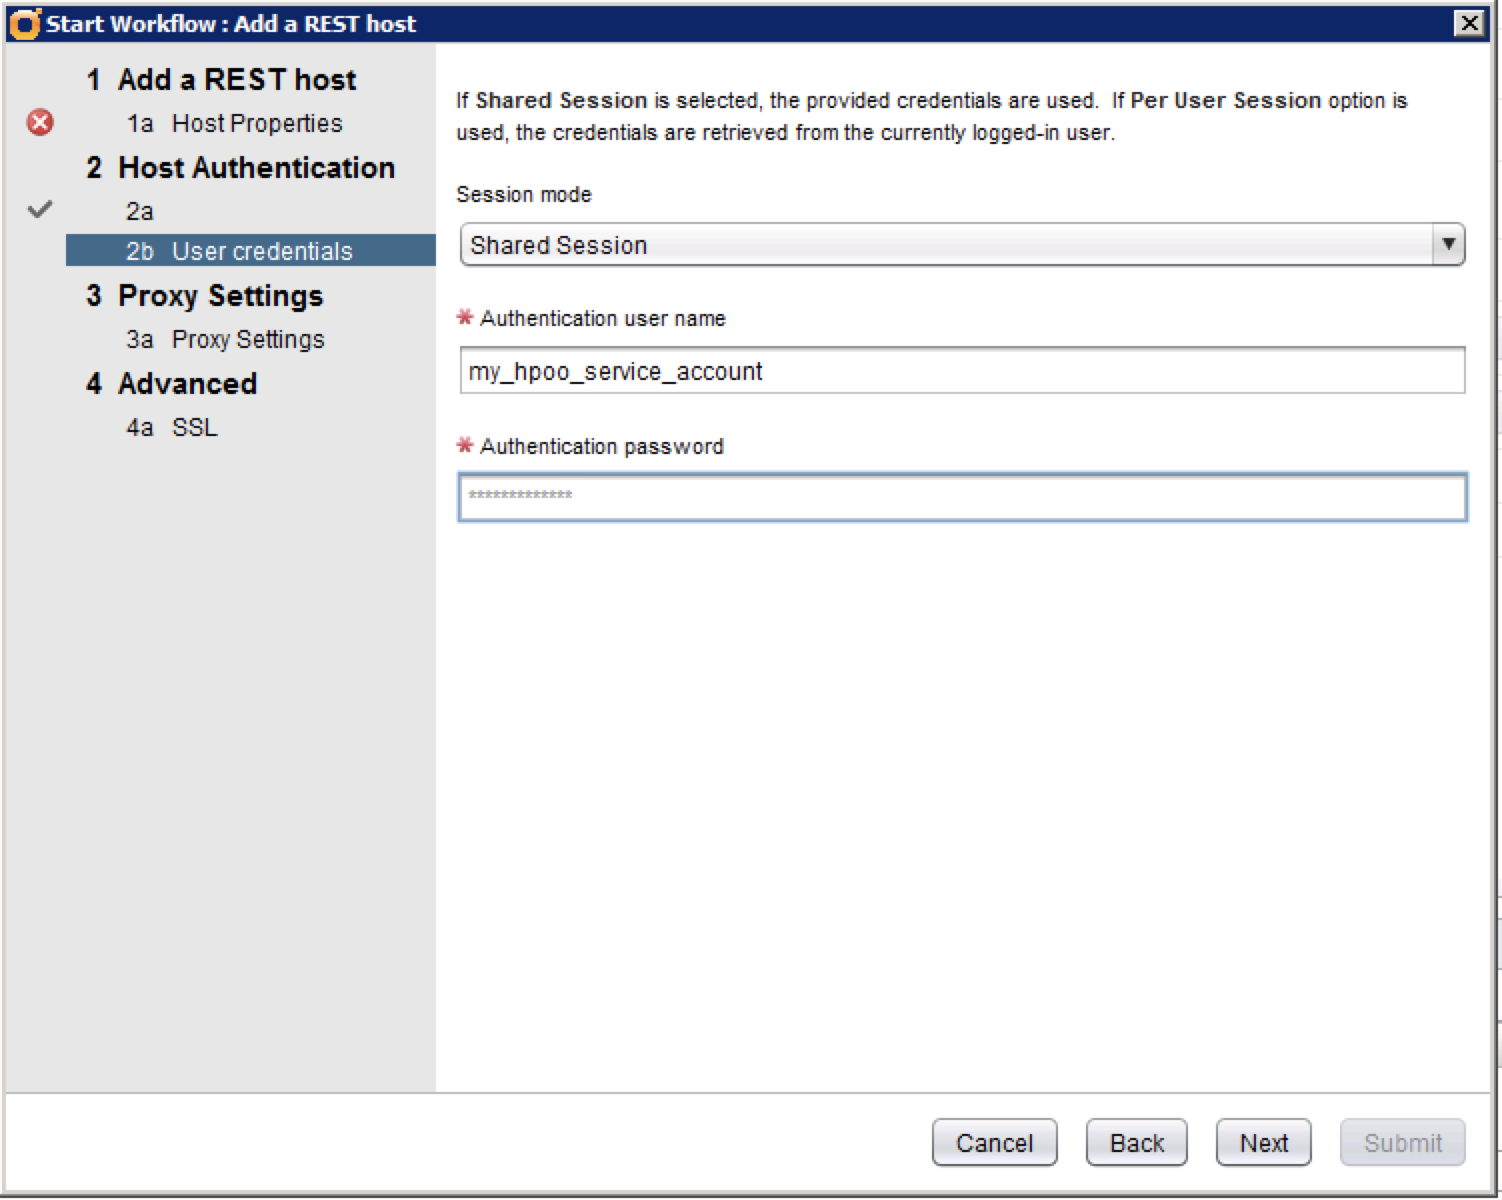 Start Workflow : Add a REST host
1 Add a REST host
1a Host Properties
2 Host Authentication
2a
2b User credentials
3 Proxy Settings
3a Proxy Settings
4 Advanced
4a SSL
If Shared Session is selected, the provided credentials are used. If Per User Session option is
used, the credentials are retrieved from the currently logged-in user.
Session mode
Shared Session
* Authentication user name
my_hpoo_service_account
* Authentication password
*************
Cancel Back Next Submit